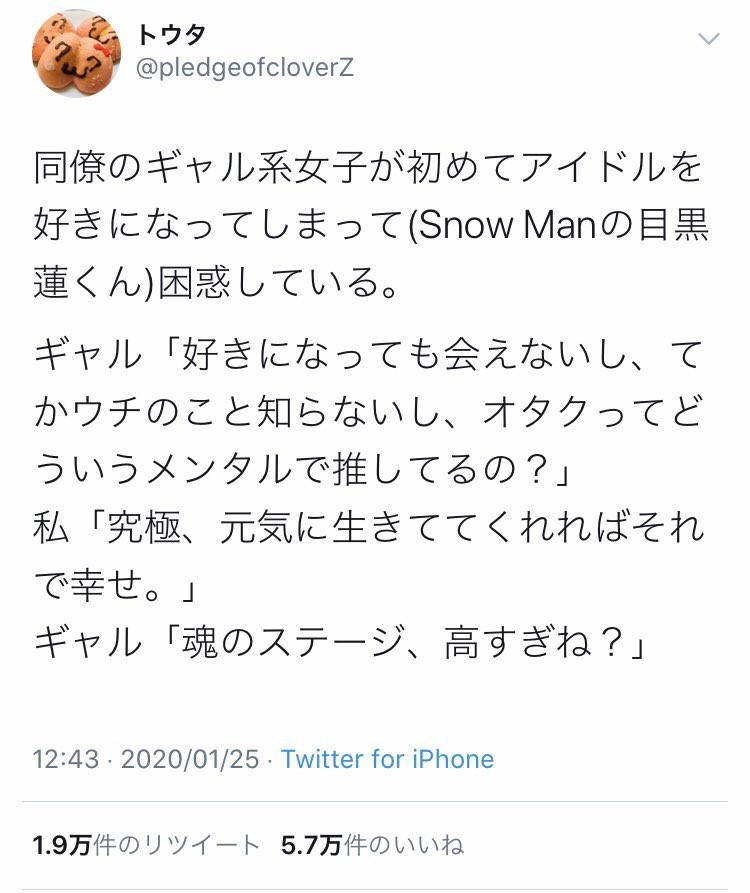 トウタ
@pledgeofcloverZ
同僚のギャル系女子が初めてアイドルを
好きになってしまって(Snow Manの目黒
蓮くん)困惑している。
ギャル「好きになっても会えないし、て
かウチのこと知らないし、オタクってど
ういうメンタルで推してるの？」
私「究極、元気に生きててくれればそれ
で幸せ。」
ギャル「魂のステージ、高すぎね？」
12:43 · 2020/01/25 · Twitter for iPhone
1.9万件のリツイート 5.7万件のいいね